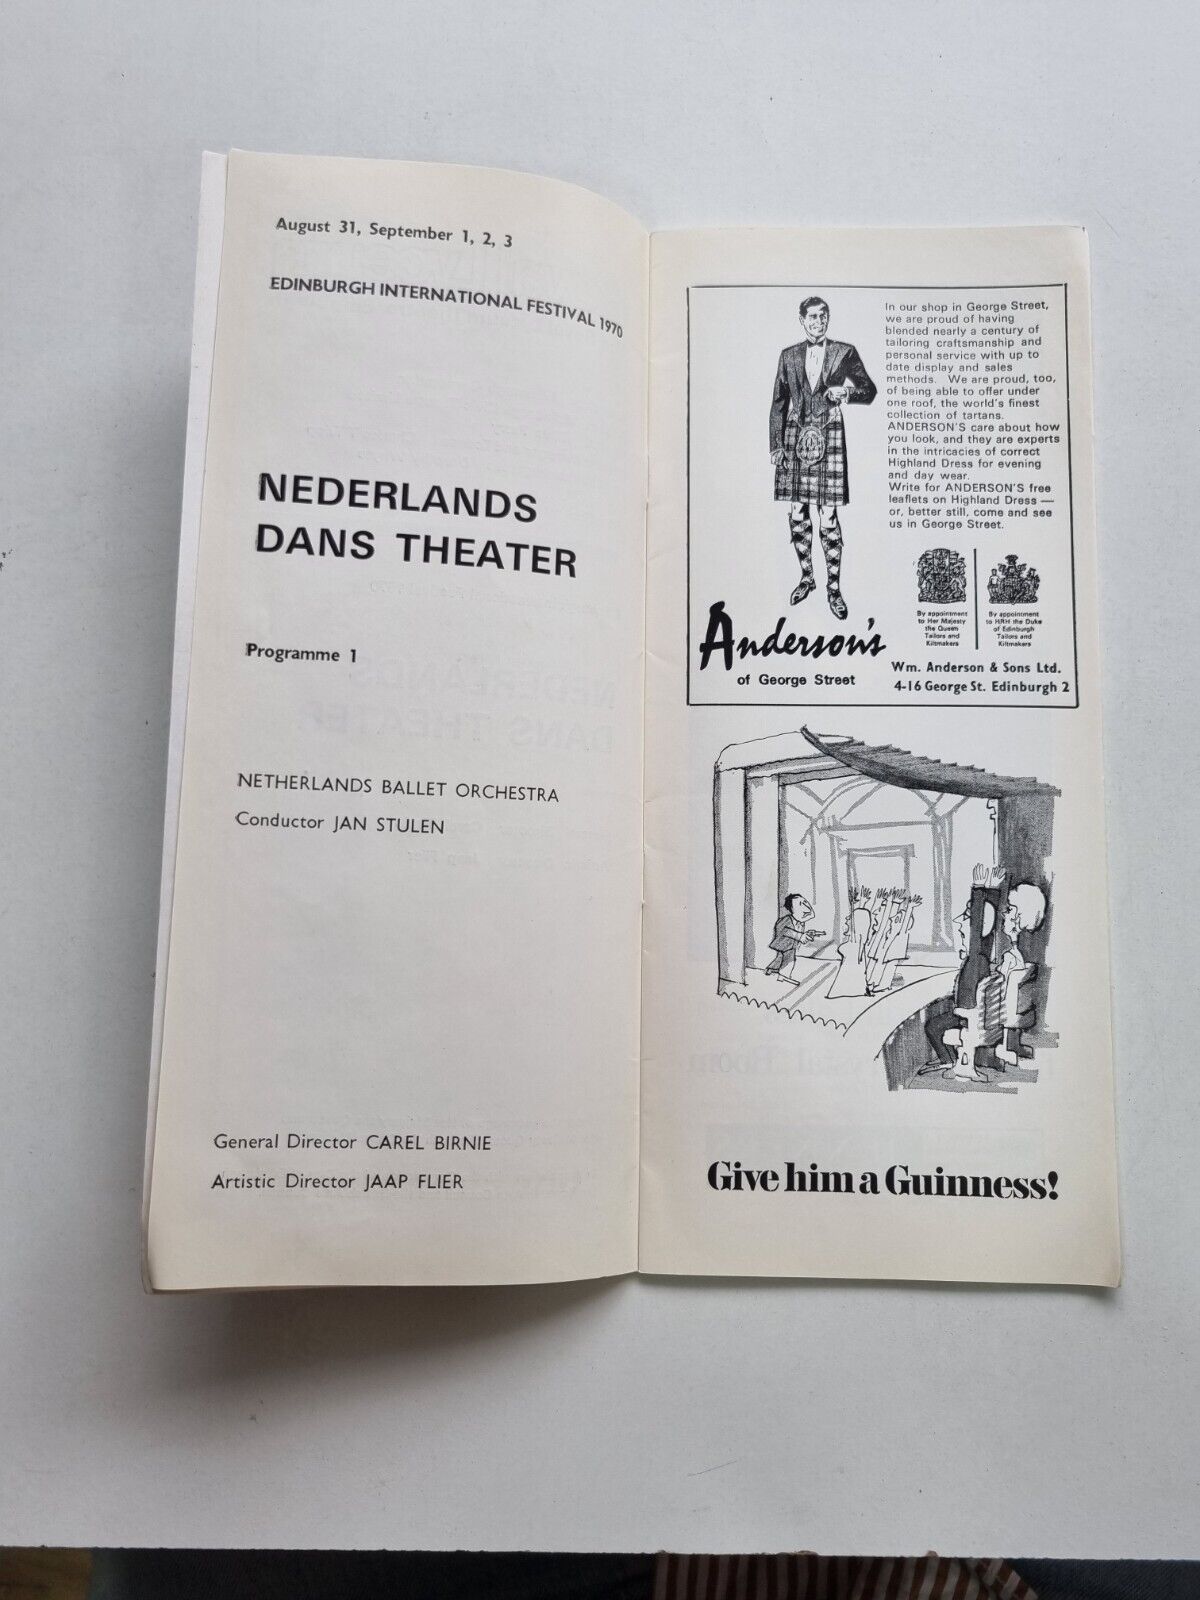 August 31, September 1, 2, 3
EDINBURGH INTERNATIONAL FESTIVAL 1970
NEDERLANDS
DANS THEATER
Programme 1
NETHERLANDS BALLET ORCHESTRA
Conductor JAN STULEN
General Director CAREL BIRNIE
Artistic Director JAAP FLIER
In our shop in George Street,
we are proud of having
blended nearly a century of
tailoring craftsmanship and
personal service with up to
date display and sales
methods. We are proud, too,
of being able to offer under
one roof, the world's finest
collection of tartans.
ANDERSON'S care about how
you look, and they are experts
in the intricacies of correct
Highland Dress for evening
and day wear.
Write for ANDERSON'S free
leaflets on Highland Dress —
or, better still, come and see
us in George Street.
By appointment
to Her Majesty
the Queen
Tailors and
Kiltmakers
By appointment
to HRH the Duke
of Edinburgh
Tailors and
Kiltmakers
Anderson's
of George Street
Wm. Anderson & Sons Ltd.
4-16 George St. Edinburgh 2
Give him a Guinness!